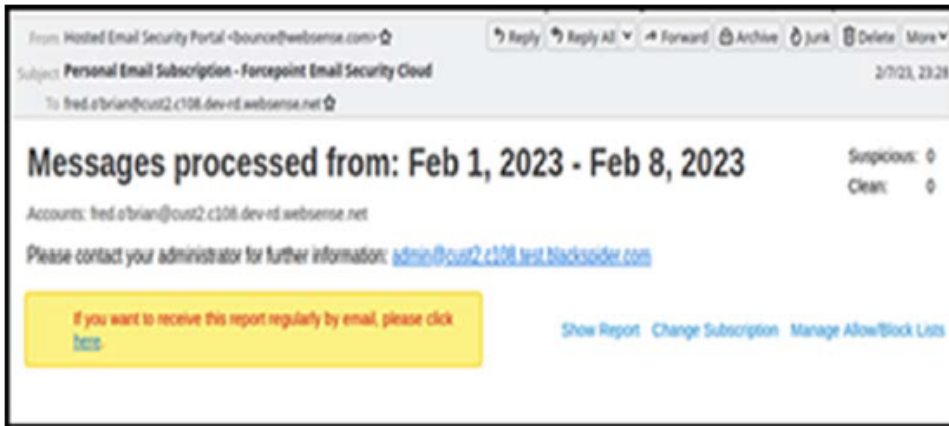 From Hosted Email Security Portal <bounce@websense.com>
Reply Reply All Forward Archive Junk Delete More
Subject Personal Email Subscription - Forcepoint Email Security Cloud
2/7/23, 23:28
To fred.o'brian@cust2.c108.dev-rd.websense.net
Messages processed from: Feb 1, 2023 - Feb 8, 2023
Suspicious: 0
Clean: 0
Accounts: fred.o'brian@cust2.c108.dev-rd.websense.net
Please contact your administrator for further information: admin@cust2.c108.test.blackspider.com
If you want to receive this report regularly by email, please click
here.
Show Report Change Subscription Manage Allow/Block Lists